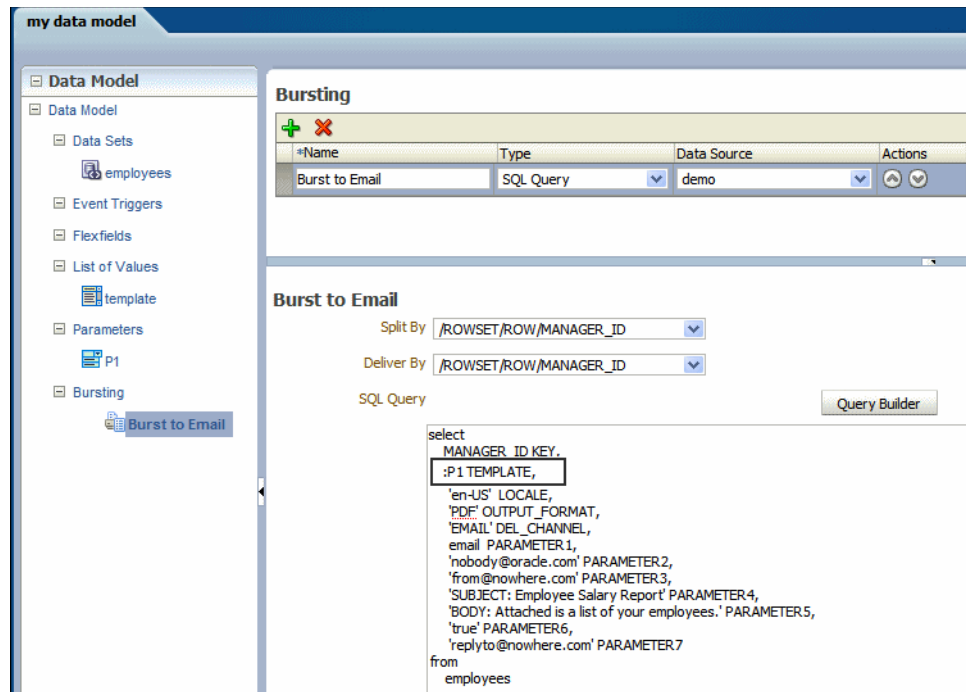 my data model
Data Model
Data Model
Data Sets
employees
Event Triggers
Flexfields
List of Values
template
Parameters
P1
Bursting
Burst to Email
Bursting
*Name Type Data Source Actions
Burst to Email SQL Query demo
Burst to Email
Split By /ROWSET/ROW/MANAGER_ID
Deliver By /ROWSET/ROW/MANAGER_ID
SQL Query
Query Builder
select
MANAGER_ID KEY,
:P1 TEMPLATE,
'en-US' LOCALE,
'PDF' OUTPUT_FORMAT,
'EMAIL' DEL_CHANNEL,
email PARAMETER1,
'nobody@oracle.com' PARAMETER2,
'from@nowhere.com' PARAMETER3,
'SUBJECT: Employee Salary Report' PARAMETER4,
'BODY: Attached is a list of your employees.' PARAMETER5,
'true' PARAMETER6,
'replyto@nowhere.com' PARAMETER7
from
employees